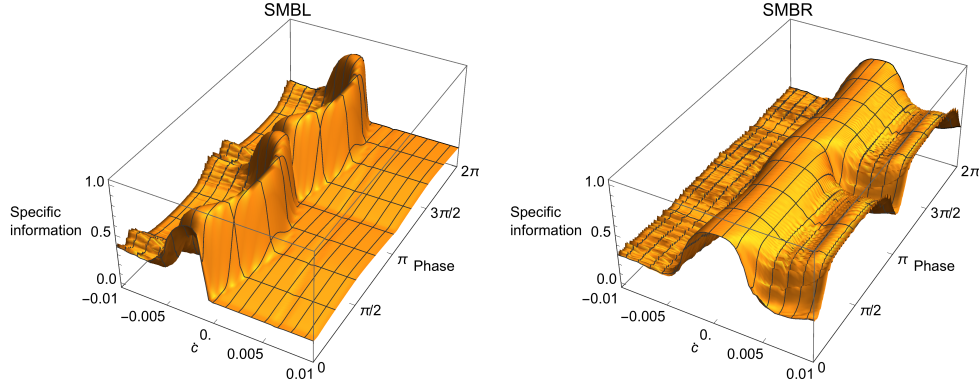 SMBL
1.0
Specific
information
0.5
0.0
−0.01
−0.005
0.
ċ
0.005
0.01
0
π/2
π
Phase
3π/2
2π
SMBR
1.0
Specific
information
0.5
0.0
−0.01
−0.005
0.
ċ
0.005
0.01
0
π/2
π
Phase
3π/2
2π